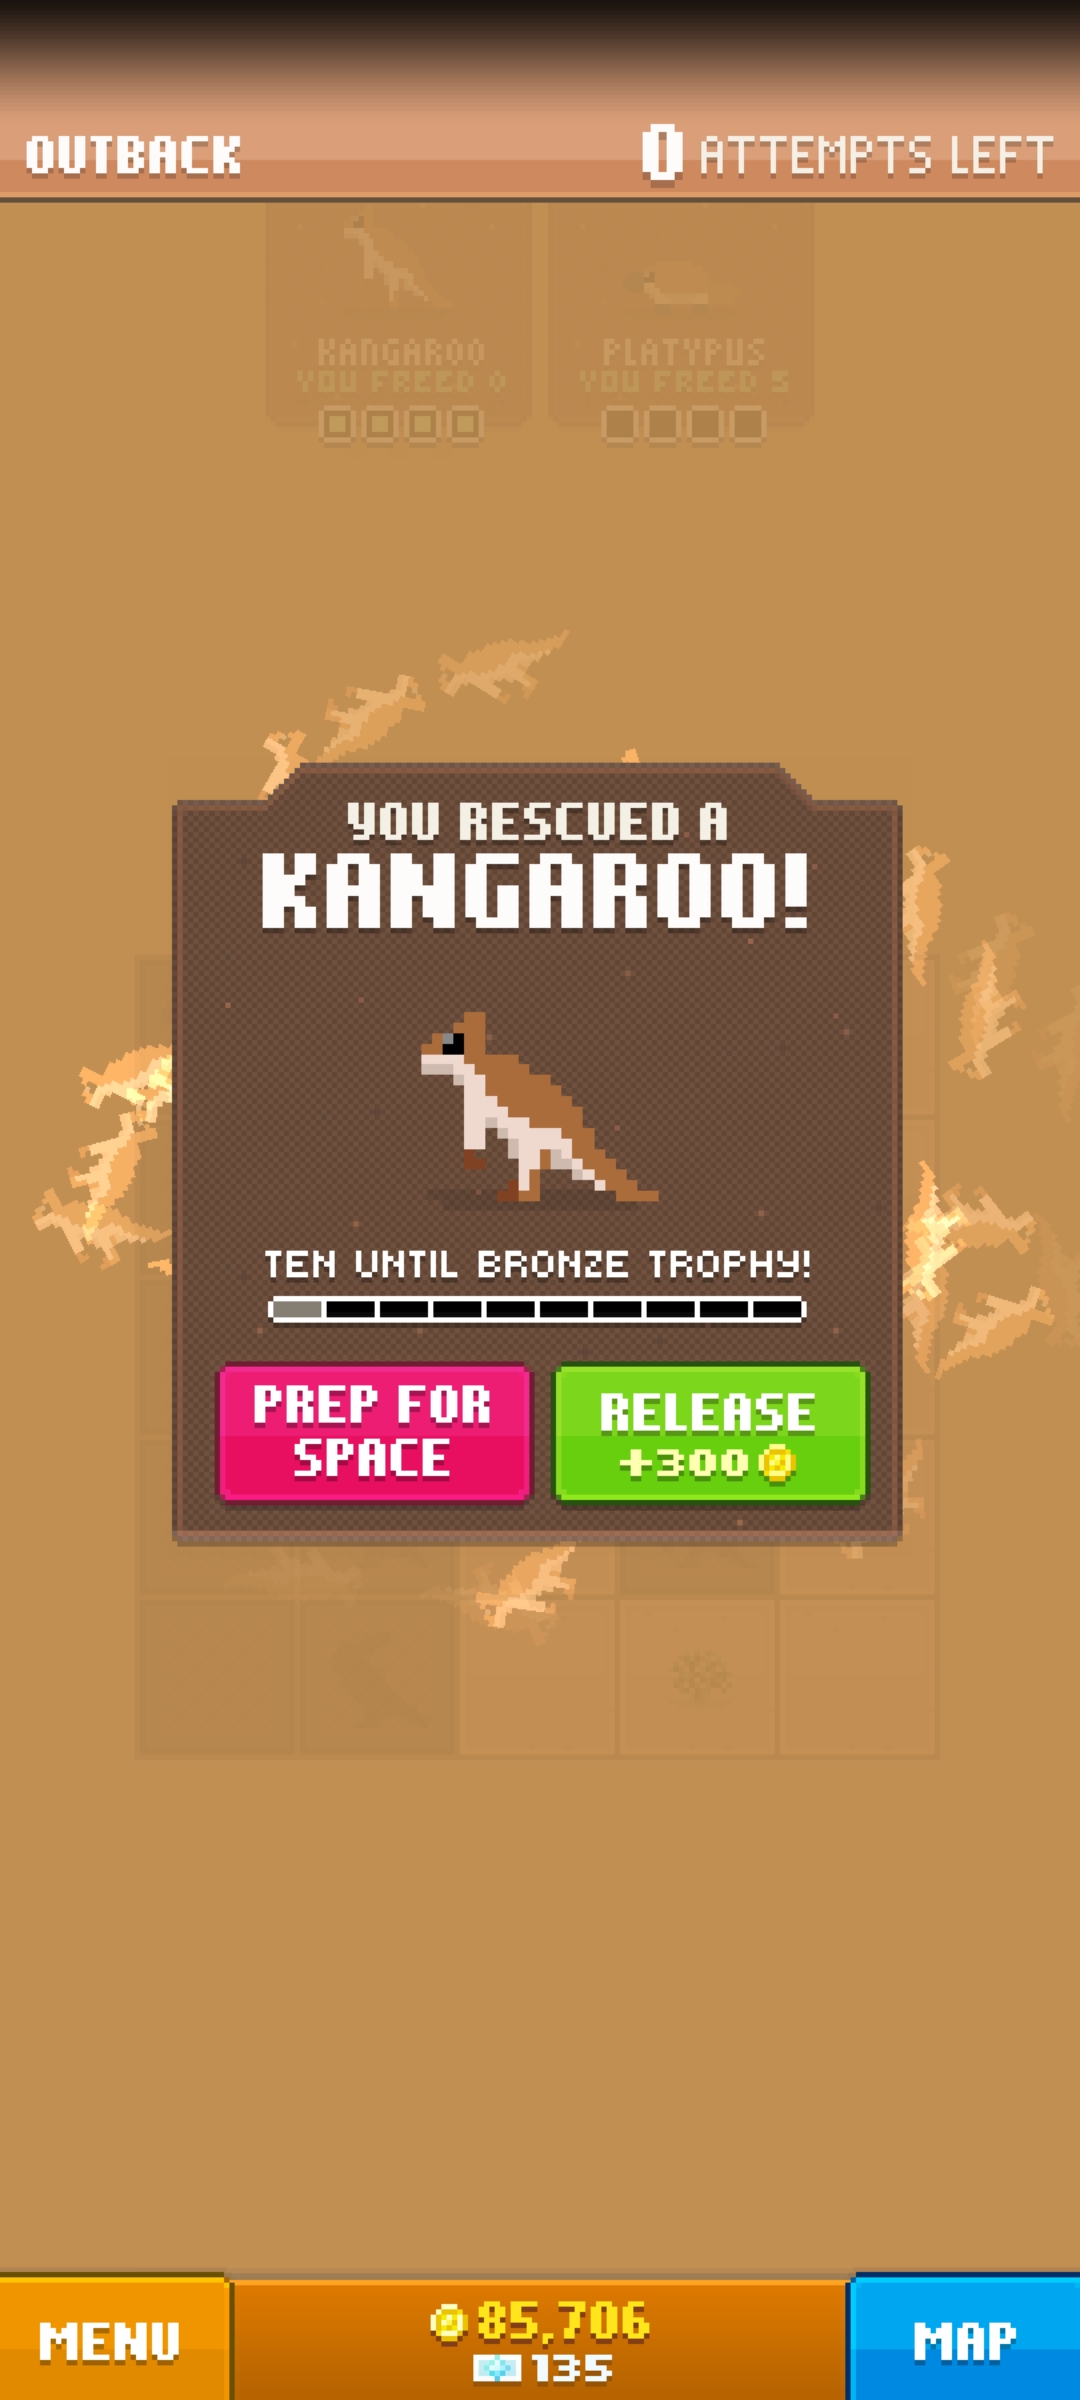 OUTBACK
0 ATTEMPTS LEFT
KANGAROO
YOU FREED 0
PLATYPUS
YOU FREED 5
YOU RESCUED A
KANGAROO!
TEN UNTIL BRONZE TROPHY!
PREP FOR
SPACE
RELEASE
+300
MENU
85,706
135
MAP